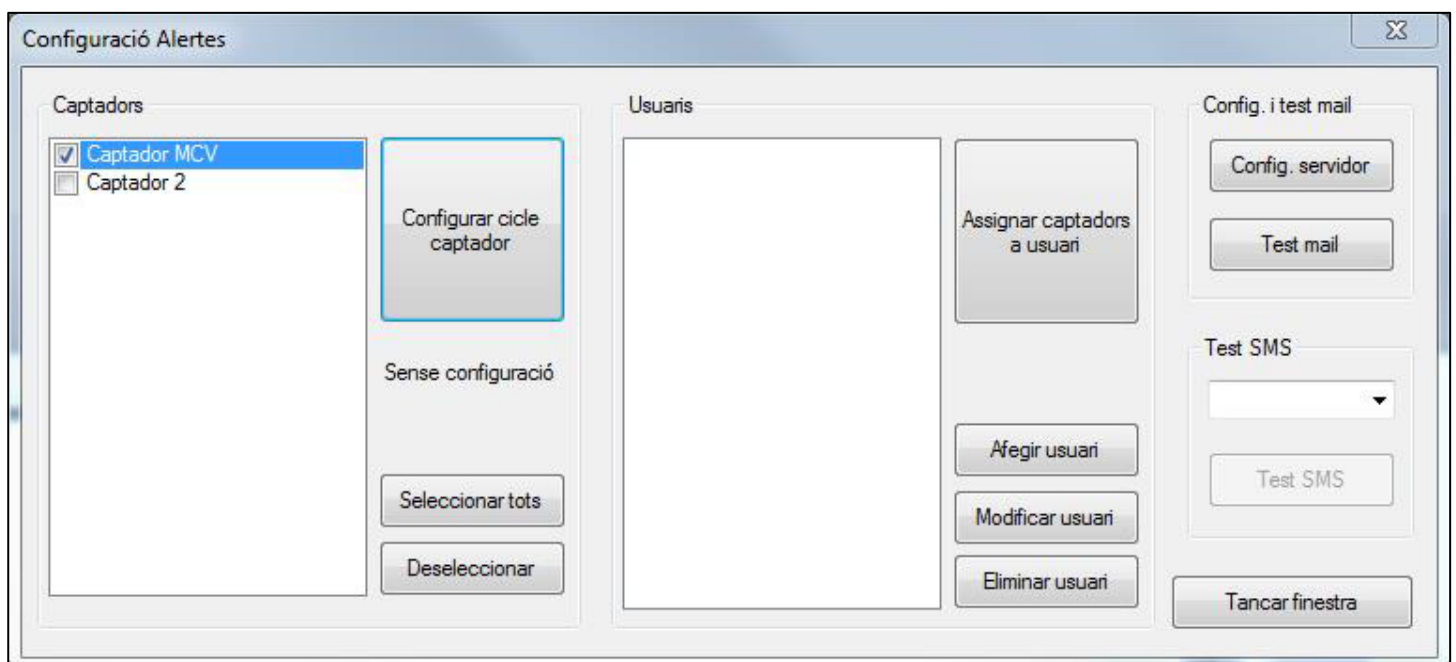 Configuració Alertes
Captadors
Captador MCV
Captador 2
Configurar cicle
captador
Sense configuració
Seleccionar tots
Deseleccionar
Usuaris
Assignar captadors
a usuari
Afegir usuari
Modificar usuari
Eliminar usuari
Config. i test mail
Config. servidor
Test mail
Test SMS
Test SMS
Tancar finestra